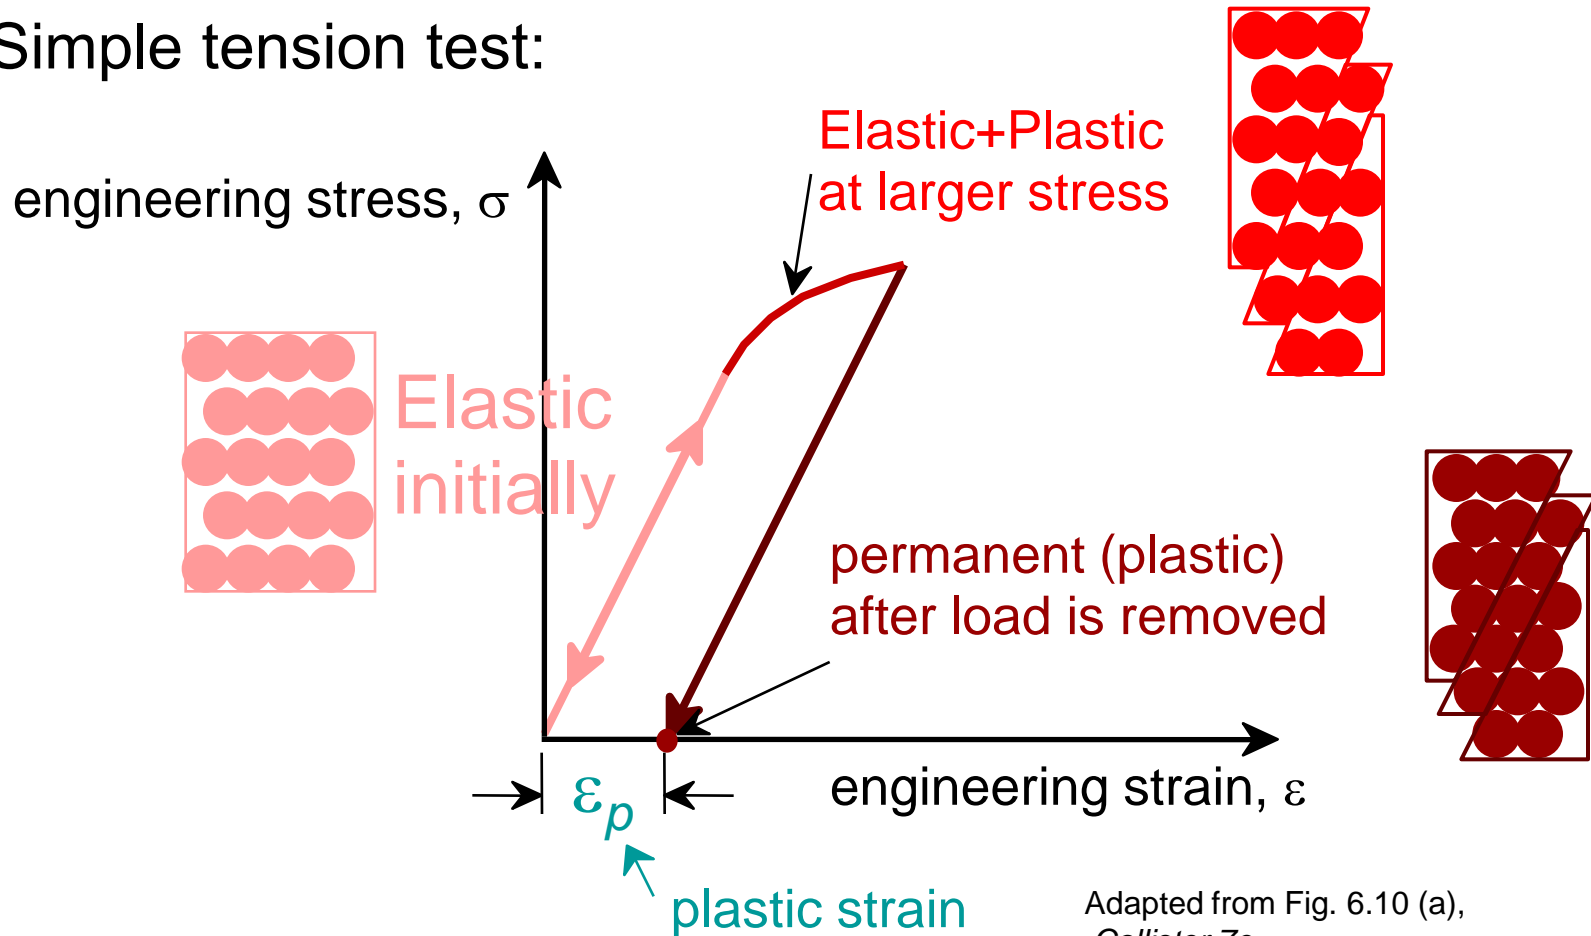 Simple tension test:
engineering stress, σ
Elastic+Plastic
at larger stress
Elastic
initially
permanent (plastic)
after load is removed
engineering strain, ε
εp
plastic strain
Adapted from Fig. 6.10 (a),